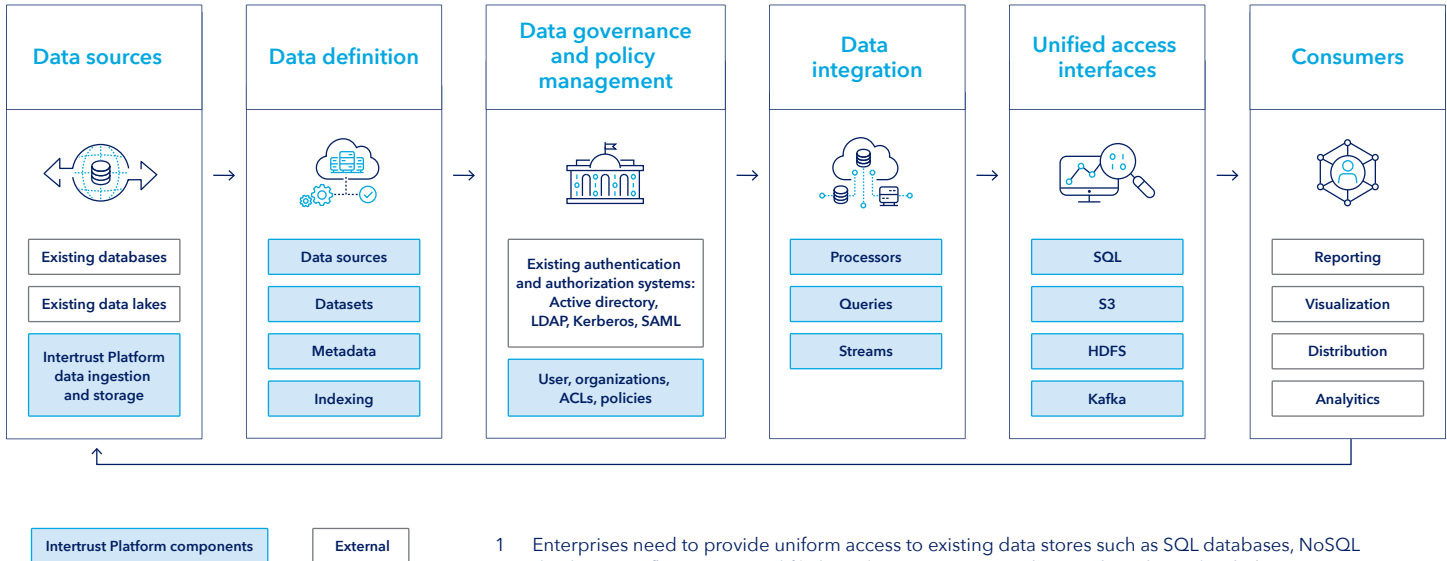 Data sources
Data definition
Data governance
and policy
management
Data
integration
Unified access
interfaces
Consumers
Existing databases
Existing data lakes
Intertrust Platform
data ingestion
and storage
Data sources
Datasets
Metadata
Indexing
Existing authentication
and authorization systems:
Active directory,
LDAP, Kerberos, SAML
User, organizations,
ACLs, policies
Processors
Queries
Streams
SQL
S3
HDFS
Kafka
Reporting
Visualization
Distribution
Analyitics
Intertrust Platform components
External
1 Enterprises need to provide uniform access to existing data stores such as SQL databases, NoSQL